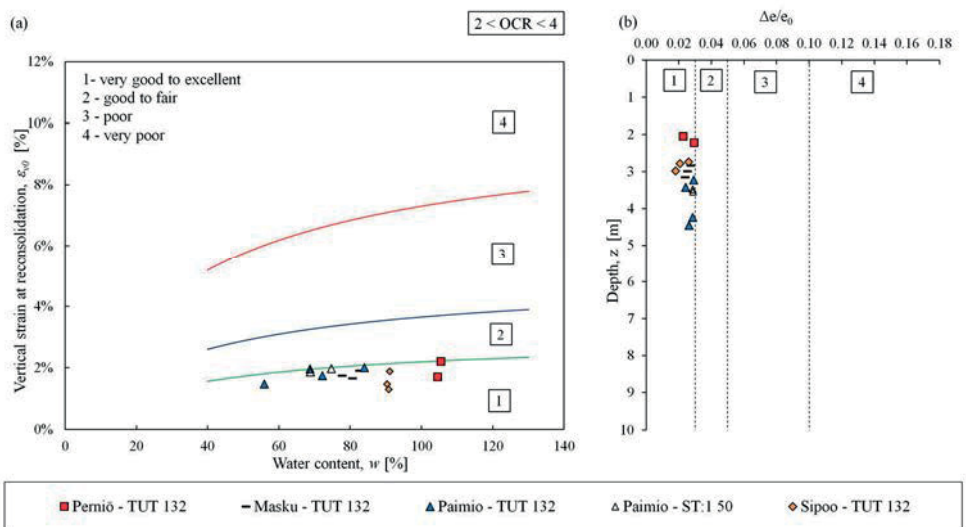 (a)
2 < OCR < 4
1- very good to excellent
2 - good to fair
3 - poor
4 - very poor
Vertical strain at reconsolidation, εv0 [%]
12%
10%
8%
6%
4%
2%
0%
4
3
2
1
0 20 40 60 80 100 120 140
Water content, w [%]
(b)
Δe/e0
0.00 0.02 0.04 0.06 0.08 0.10 0.12 0.14 0.16 0.18
1 2 3 4
Depth, z [m]
0
1
2
3
4
5
6
7
8
9
10
Perniö - TUT 132 Masku - TUT 132 Paimio - TUT 132 Paimio - ST:1 50 Sipoo - TUT 132